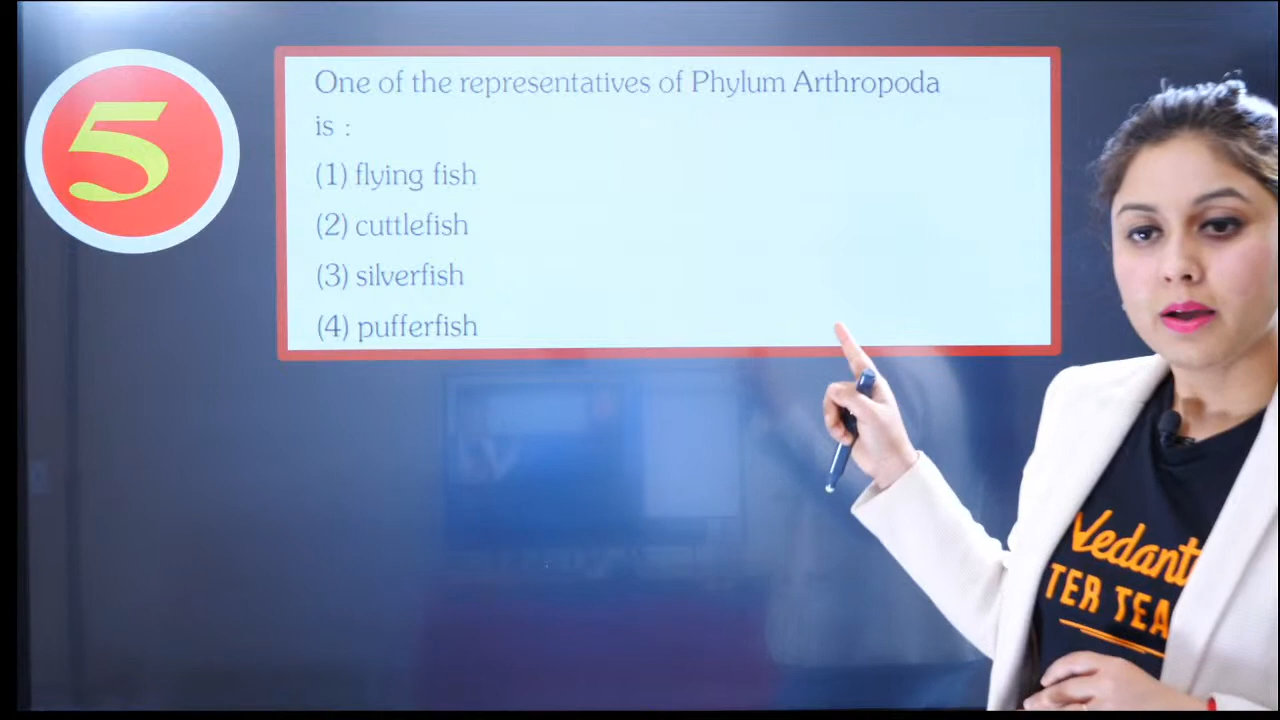 5
One of the representatives of Phylum Arthropoda
is :
(1) flying fish
(2) cuttlefish
(3) silverfish
(4) pufferfish
TER TEA